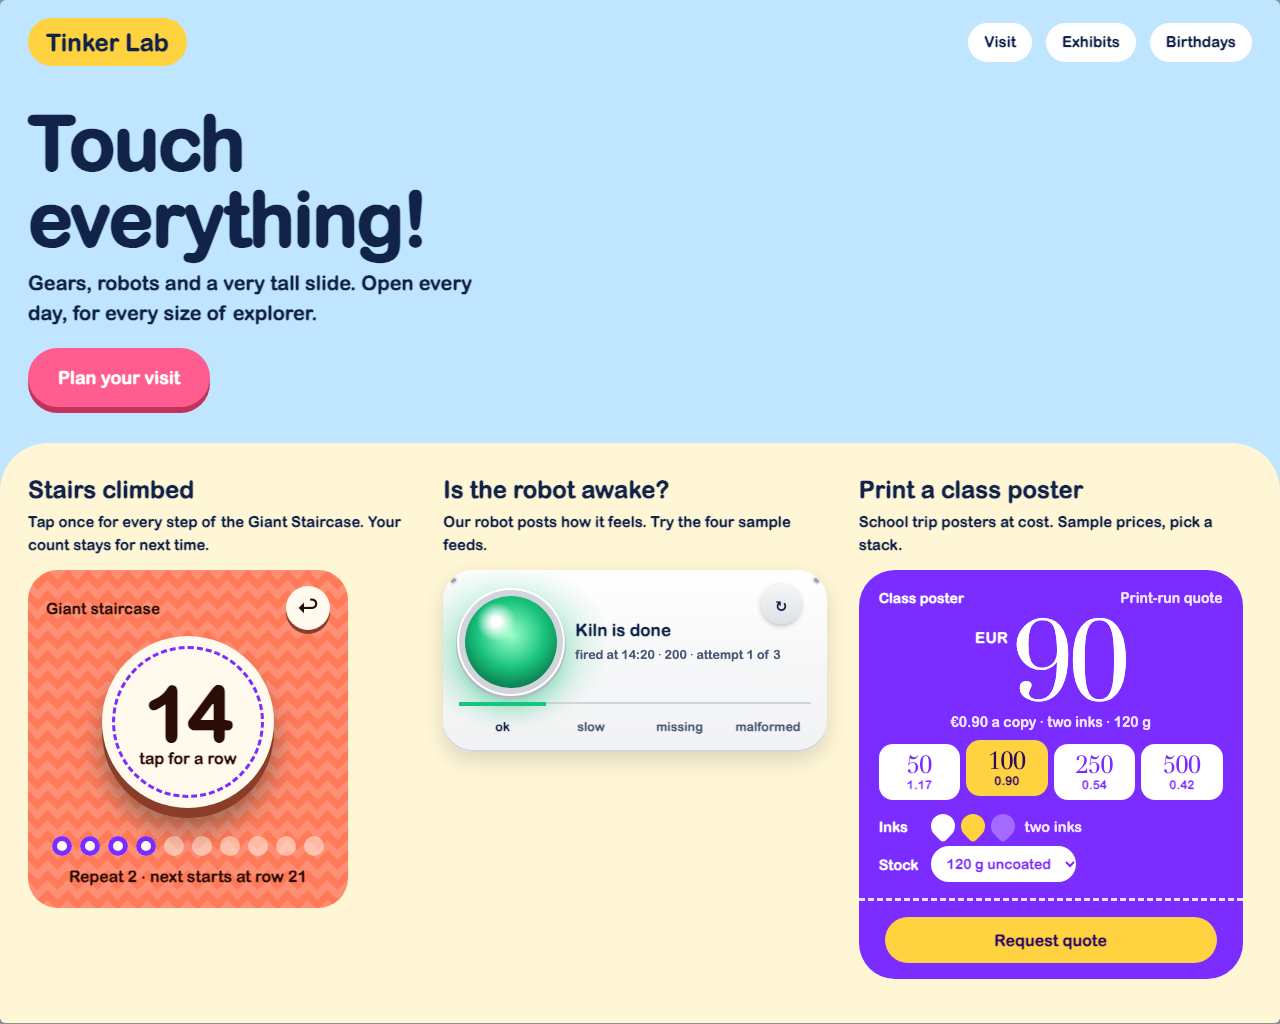 Tinker Lab
Visit
Exhibits
Birthdays
Touch
everything!
Gears, robots and a very tall slide. Open every
day, for every size of explorer.
Plan your visit
Stairs climbed
Tap once for every step of the Giant Staircase. Your
count stays for next time.
Giant staircase
14
tap for a row
Repeat 2 · next starts at row 21
Is the robot awake?
Our robot posts how it feels. Try the four sample
feeds.
Kiln is done
fired at 14:20 · 200 · attempt 1 of 3
ok
slow
missing
malformed
Print a class poster
School trip posters at cost. Sample prices, pick a
stack.
Class poster
Print-run quote
EUR 90
€0.90 a copy · two inks · 120 g
50
1.17
100
0.90
250
0.54
500
0.42
Inks
two inks
Stock
120 g uncoated
Request quote